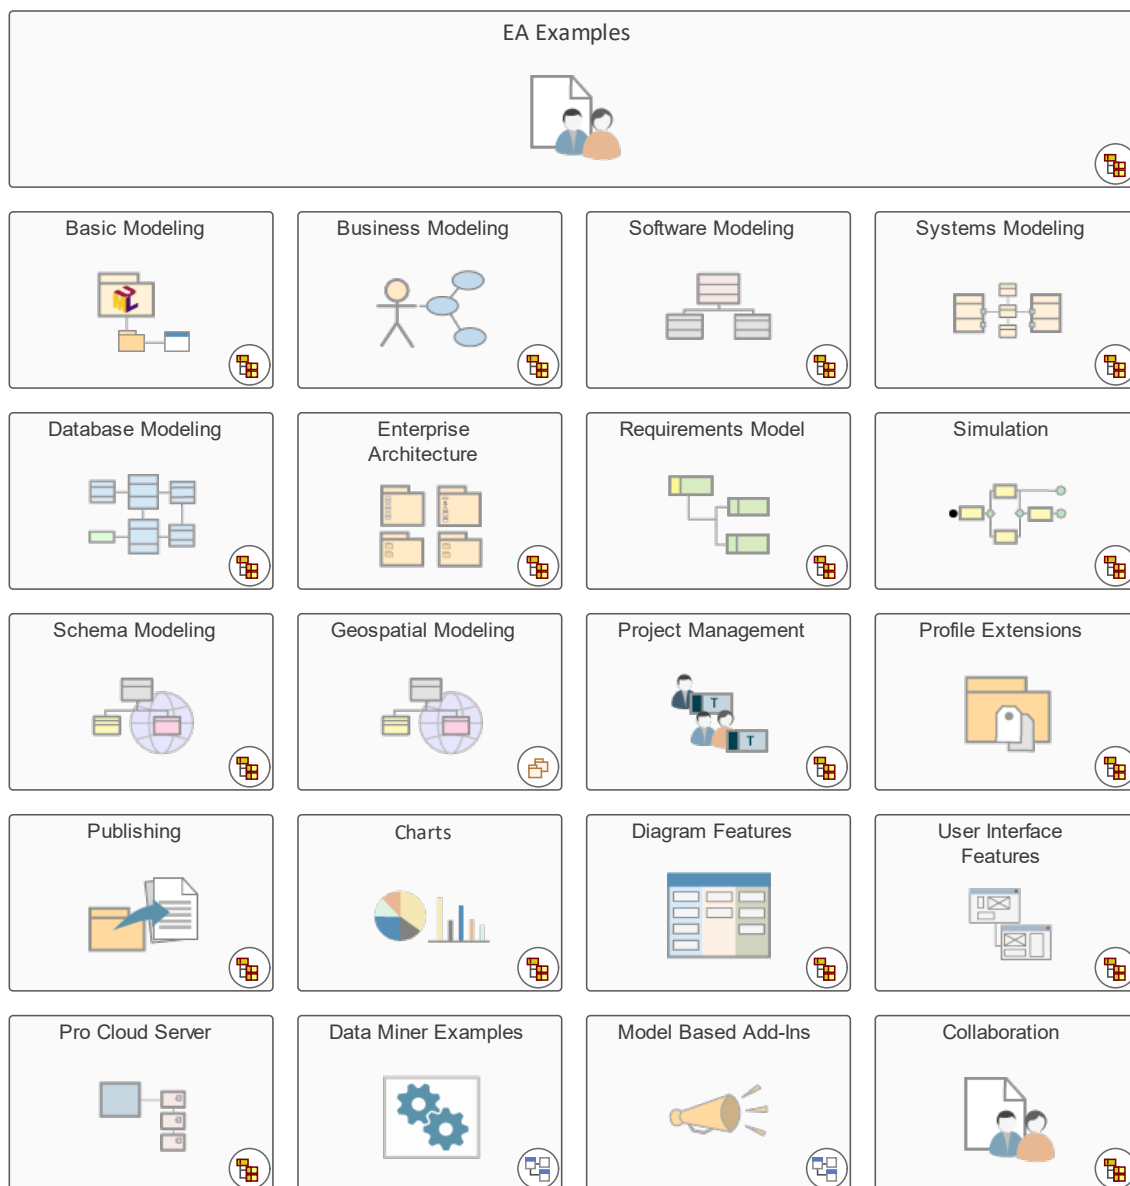 EA Examples
Basic Modeling
Business Modeling
Software Modeling
Systems Modeling
Database Modeling
Enterprise
Architecture
Requirements Model
Simulation
Schema Modeling
Geospatial Modeling
Project Management
T
T
Profile Extensions
Publishing
Charts
Diagram Features
User Interface
Features
Pro Cloud Server
Data Miner Examples
Model Based Add-Ins
Collaboration